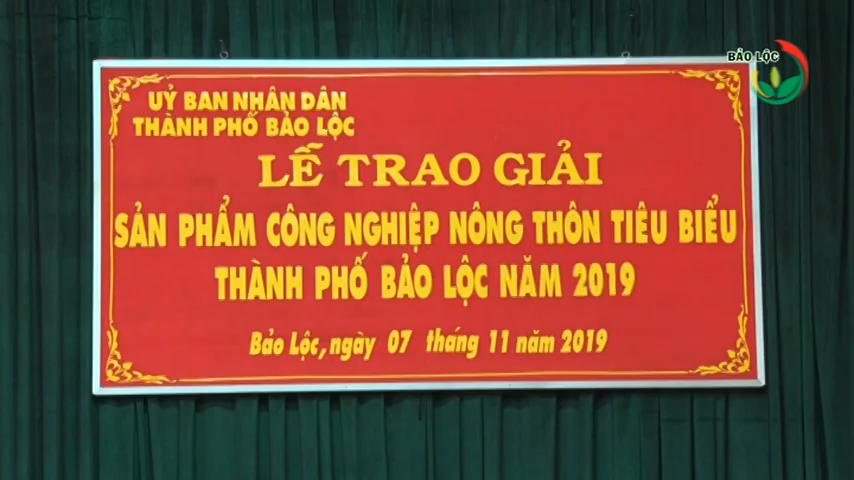 BẢO LỘC
UỶ BAN NHÂN DÂN
THÀNH PHỐ BẢO LỘC
LỄ TRAO GIẢI
SẢN PHẨM CÔNG NGHIỆP NÔNG THÔN TIÊU BIỂU
THÀNH PHỐ BẢO LỘC NĂM 2019
Bảo Lộc, ngày 07 tháng 11 năm 2019